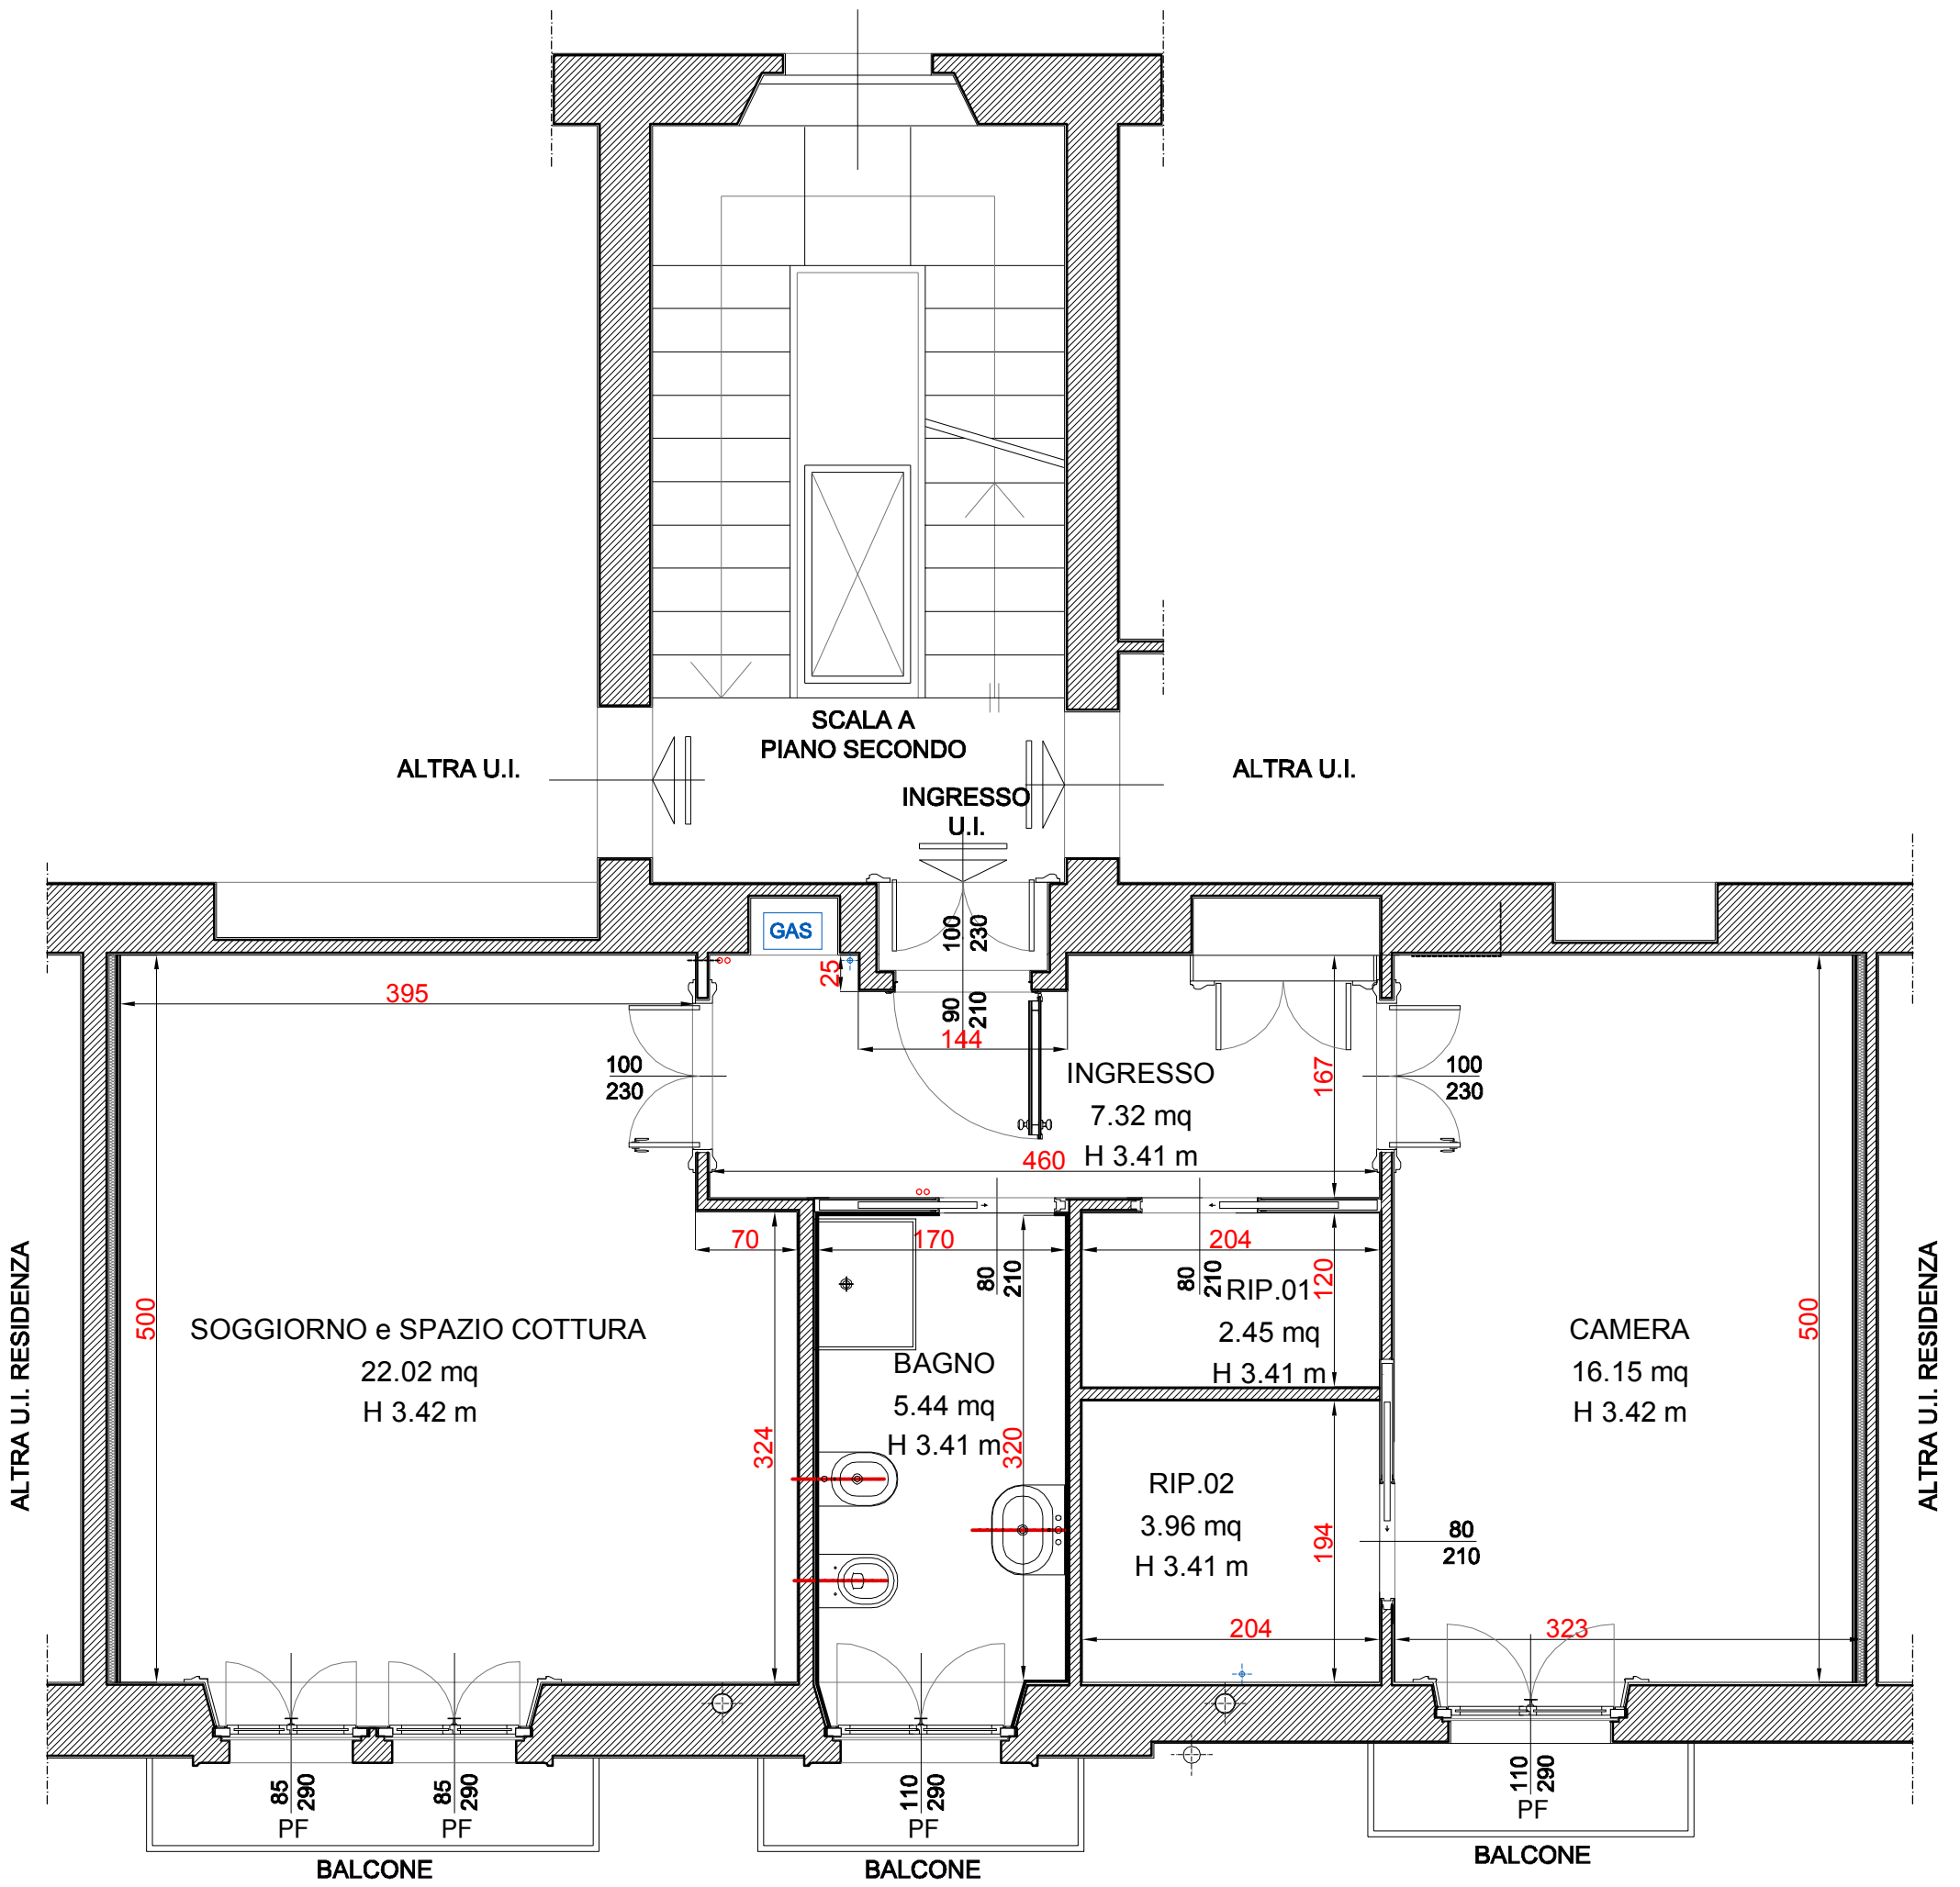 SCALA A
PIANO SECONDO
ALTRA U.I.
ALTRA U.I.
INGRESSO
U.I.
GAS
100
230
25
395
90
210
144
100
230
INGRESSO
7.32 mq
H 3.41 m
167
100
230
460
70
170
204
80
210
80
210
120
RIP.01
2.45 mq
H 3.41 m
ALTRA U.I. RESIDENZA
500
SOGGIORNO e SPAZIO COTTURA
22.02 mq
H 3.42 m
324
BAGNO
5.44 mq
H 3.41 m
320
CAMERA
16.15 mq
H 3.42 m
500
ALTRA U.I. RESIDENZA
RIP.02
3.96 mq
H 3.41 m
194
80
210
204
323
85
290
PF
85
290
PF
110
290
PF
110
290
PF
BALCONE
BALCONE
BALCONE